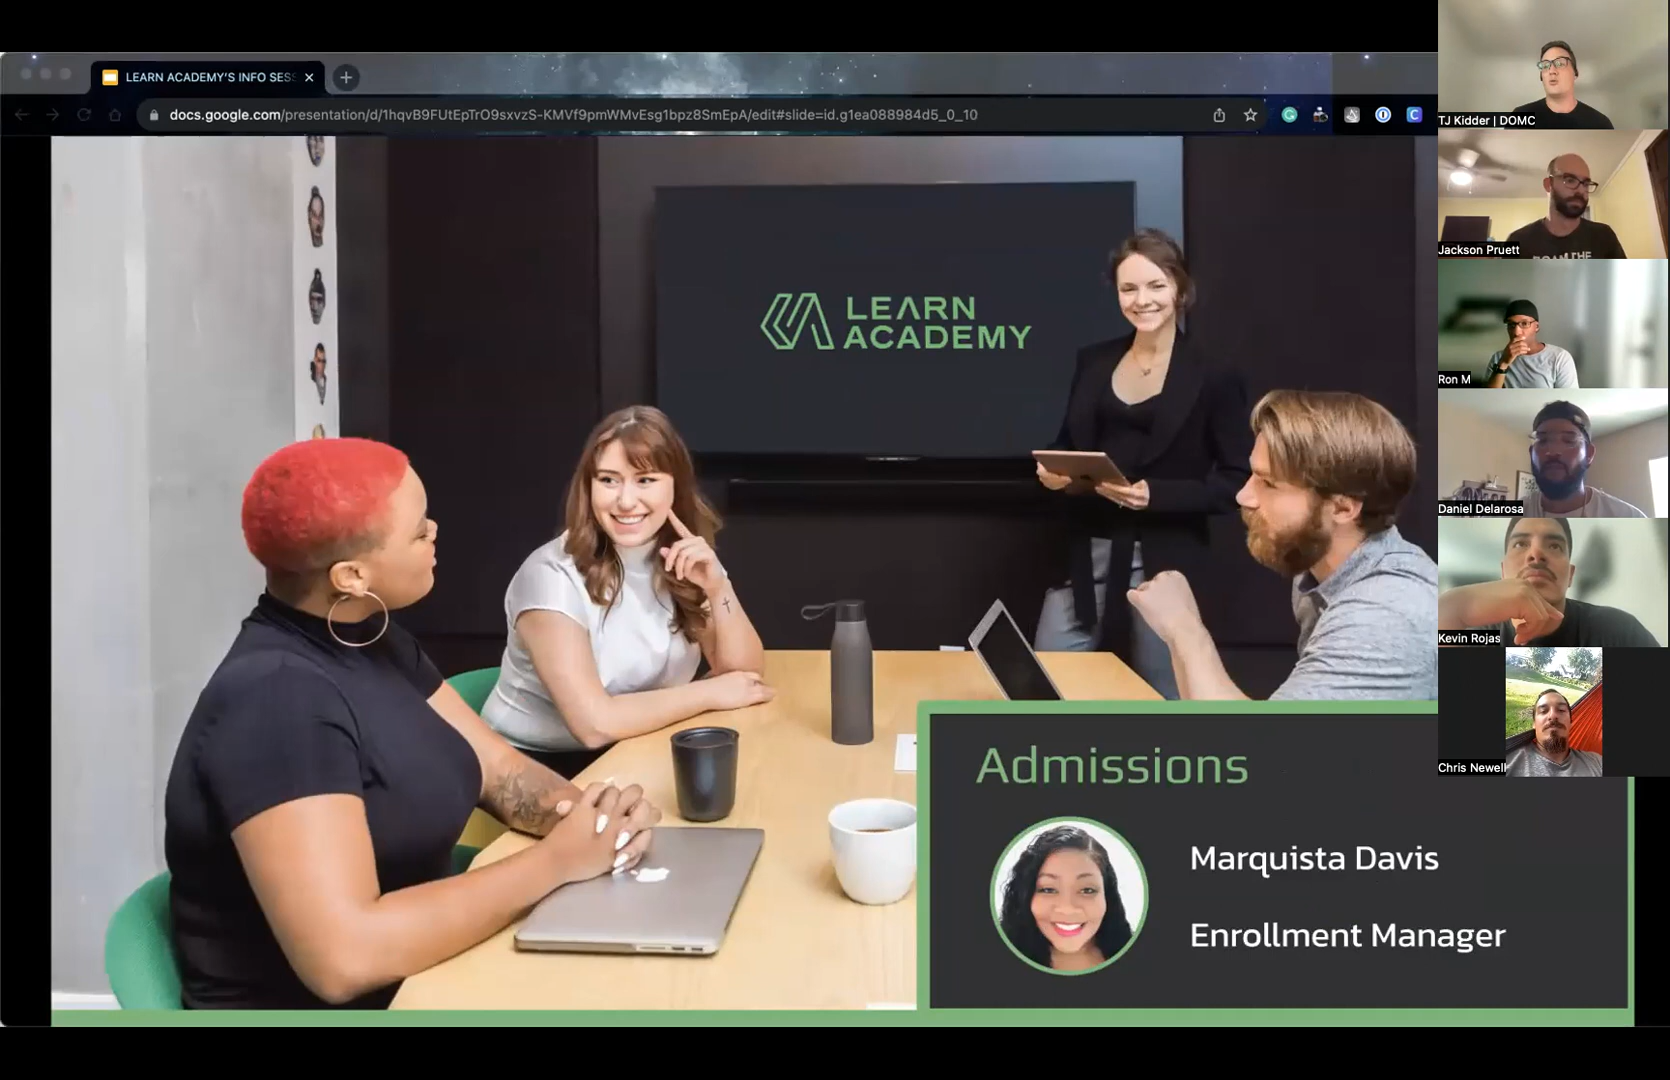 LEARN ACADEMY'S INFO SES
docs.google.com/presentation/d/1hqvB9FUtEpTrO9sxvzS-KMVf9pmWMvEsg1bpz8SmEpA/edit#slide=id.g1ea088984d5_0_10
LEARN
ACADEMY
Admissions
Marquista Davis
Enrollment Manager
TJ Kidder | DOMC
Jackson Pruett
Ron M
Daniel Delarosa
Kevin Rojas
Chris Newell